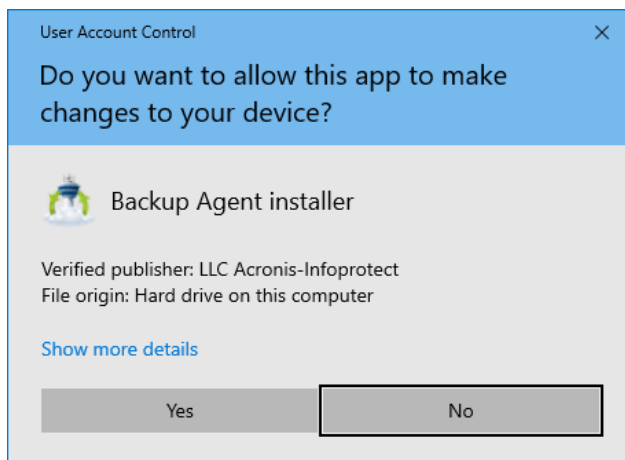 User Account Control
Do you want to allow this app to make
changes to your device?
Backup Agent installer
Verified publisher: LLC Acronis-Infoprotect
File origin: Hard drive on this computer
Show more details
Yes
No